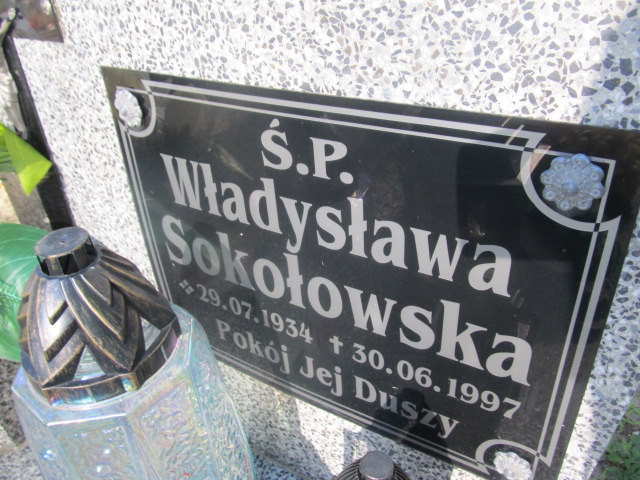 Ś.P.
Władysława
Sokołowska
29.07.1934 † 30.06.1997
Pokój Jej Duszy